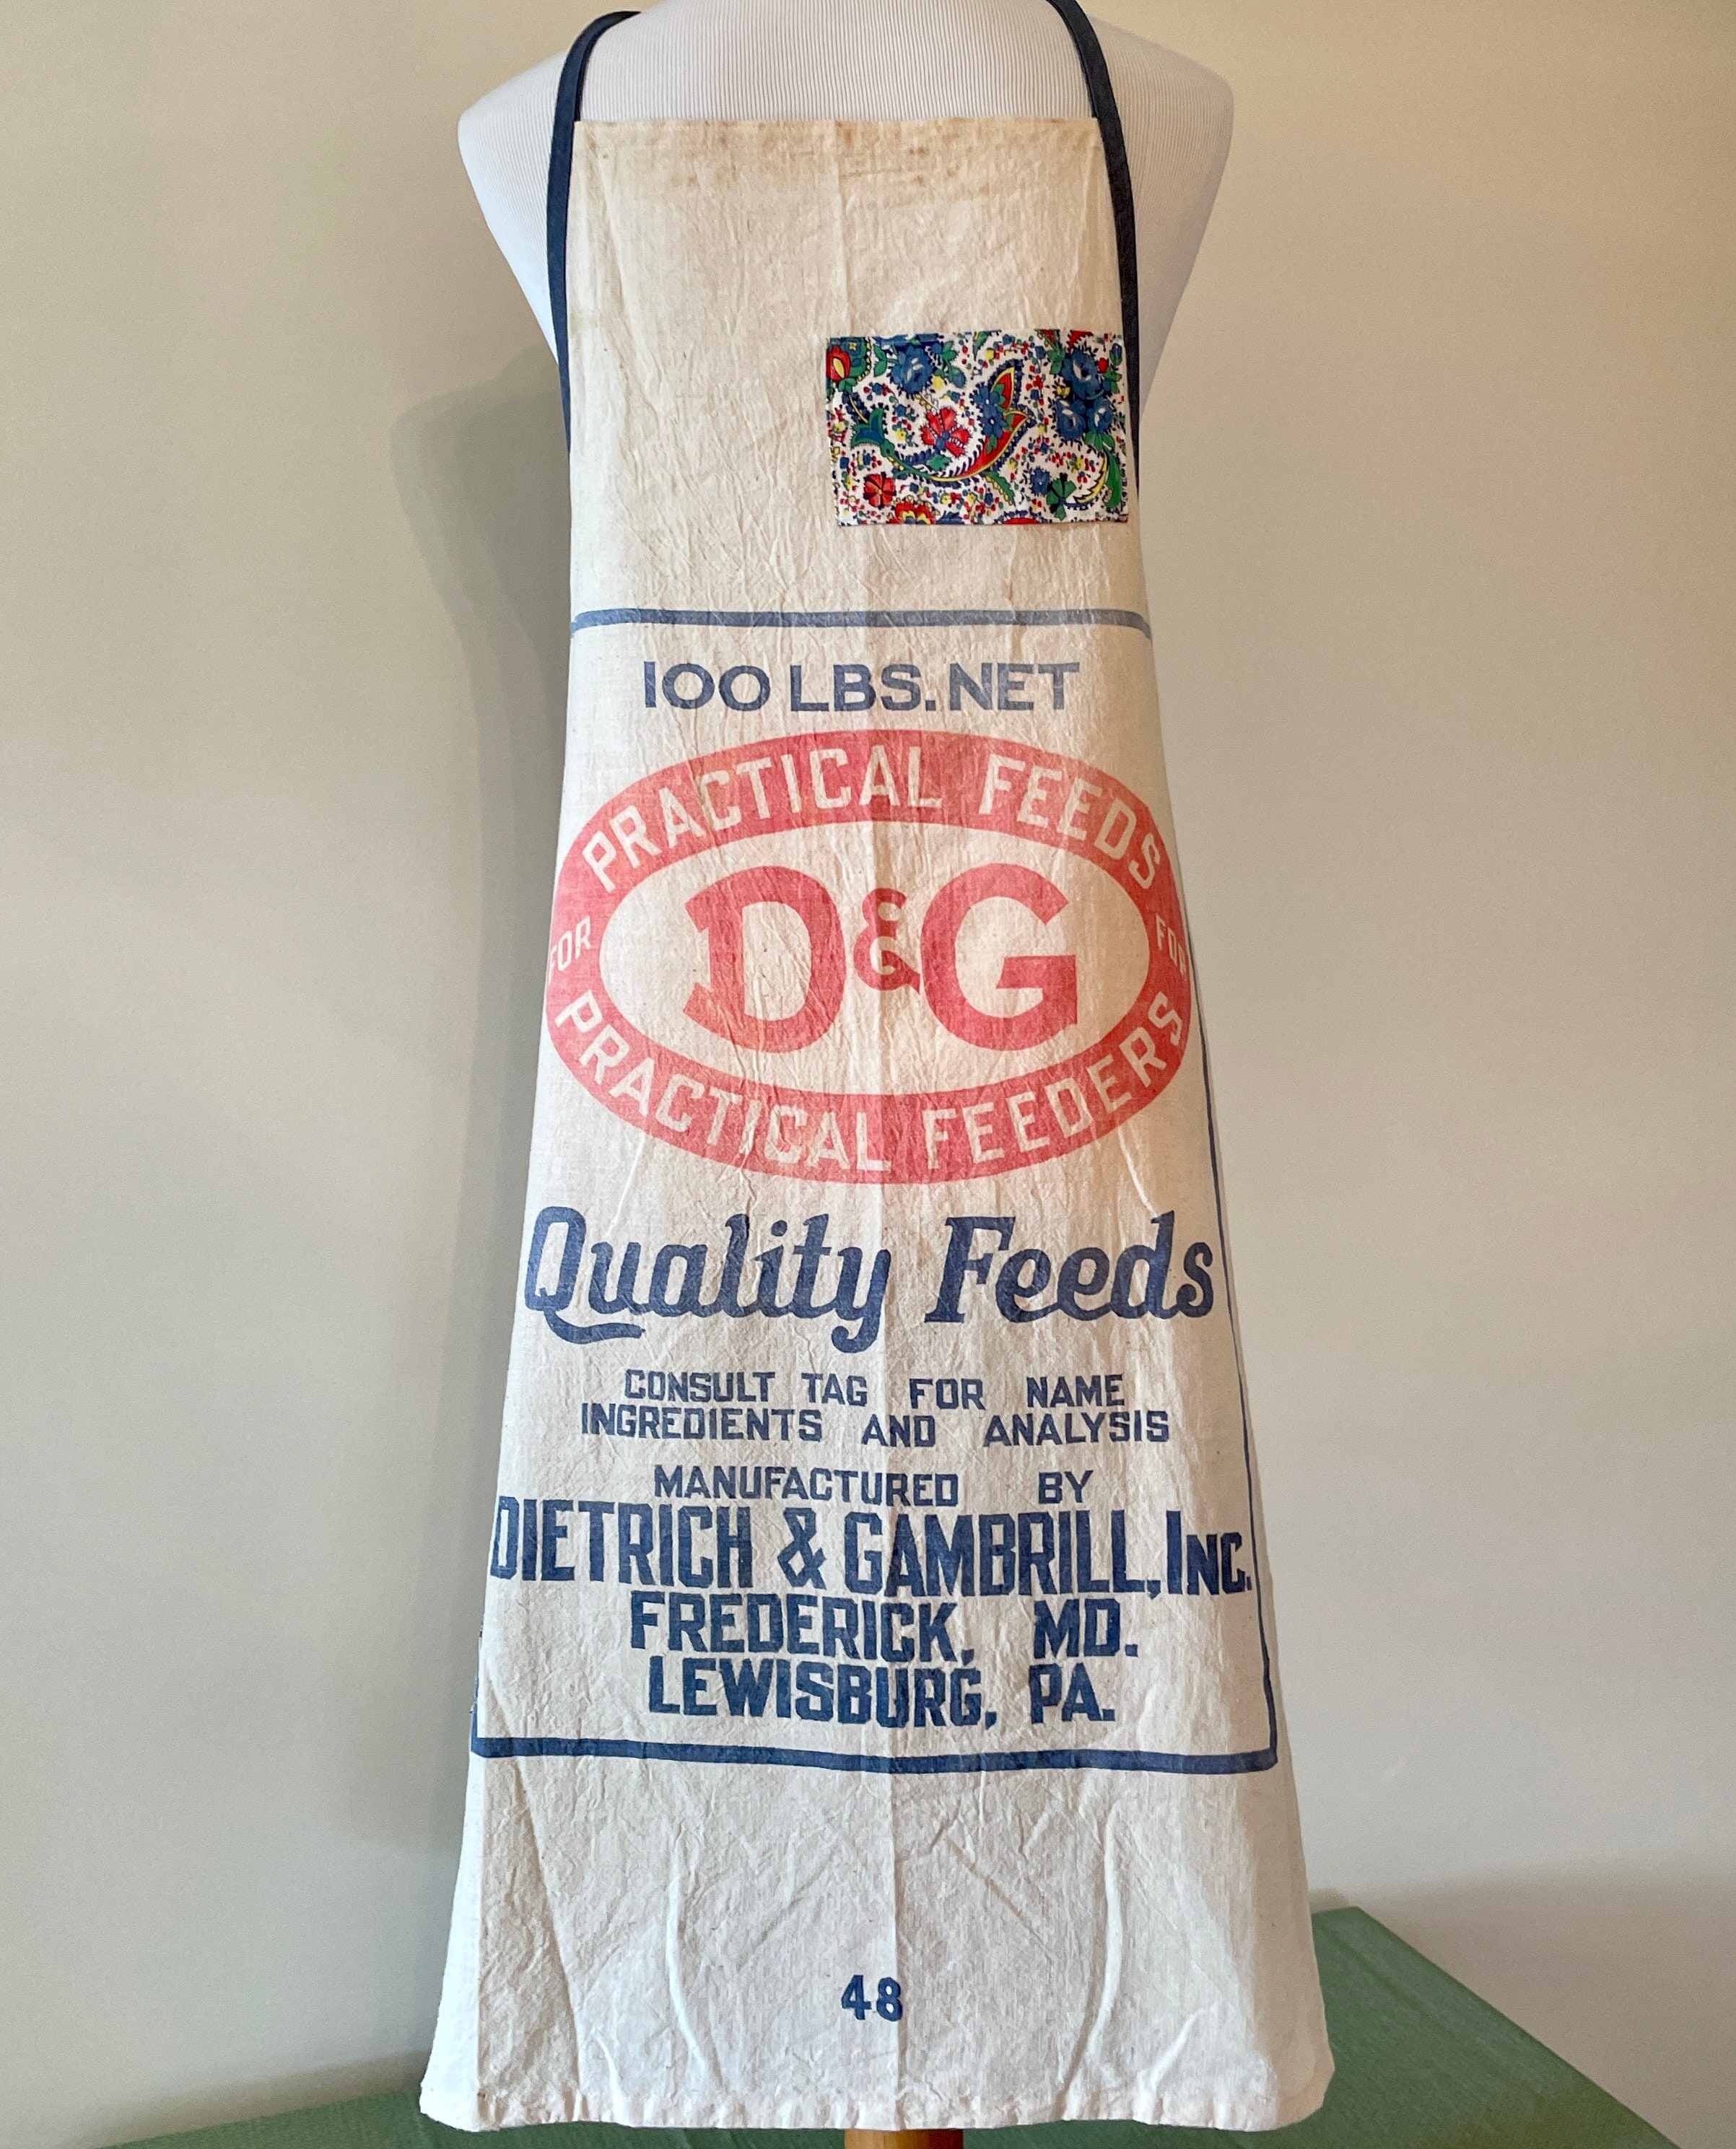 100 LBS. NET
PRACTICAL FEEDS
FOR
D&G
FOR
PRACTICAL FEEDERS
Quality Feeds
CONSULT TAG FOR NAME
INGREDIENTS AND ANALYSIS
MANUFACTURED BY
DIETRICH & GAMBRILL, INC.
FREDERICK, MD.
LEWISBURG, PA.
48